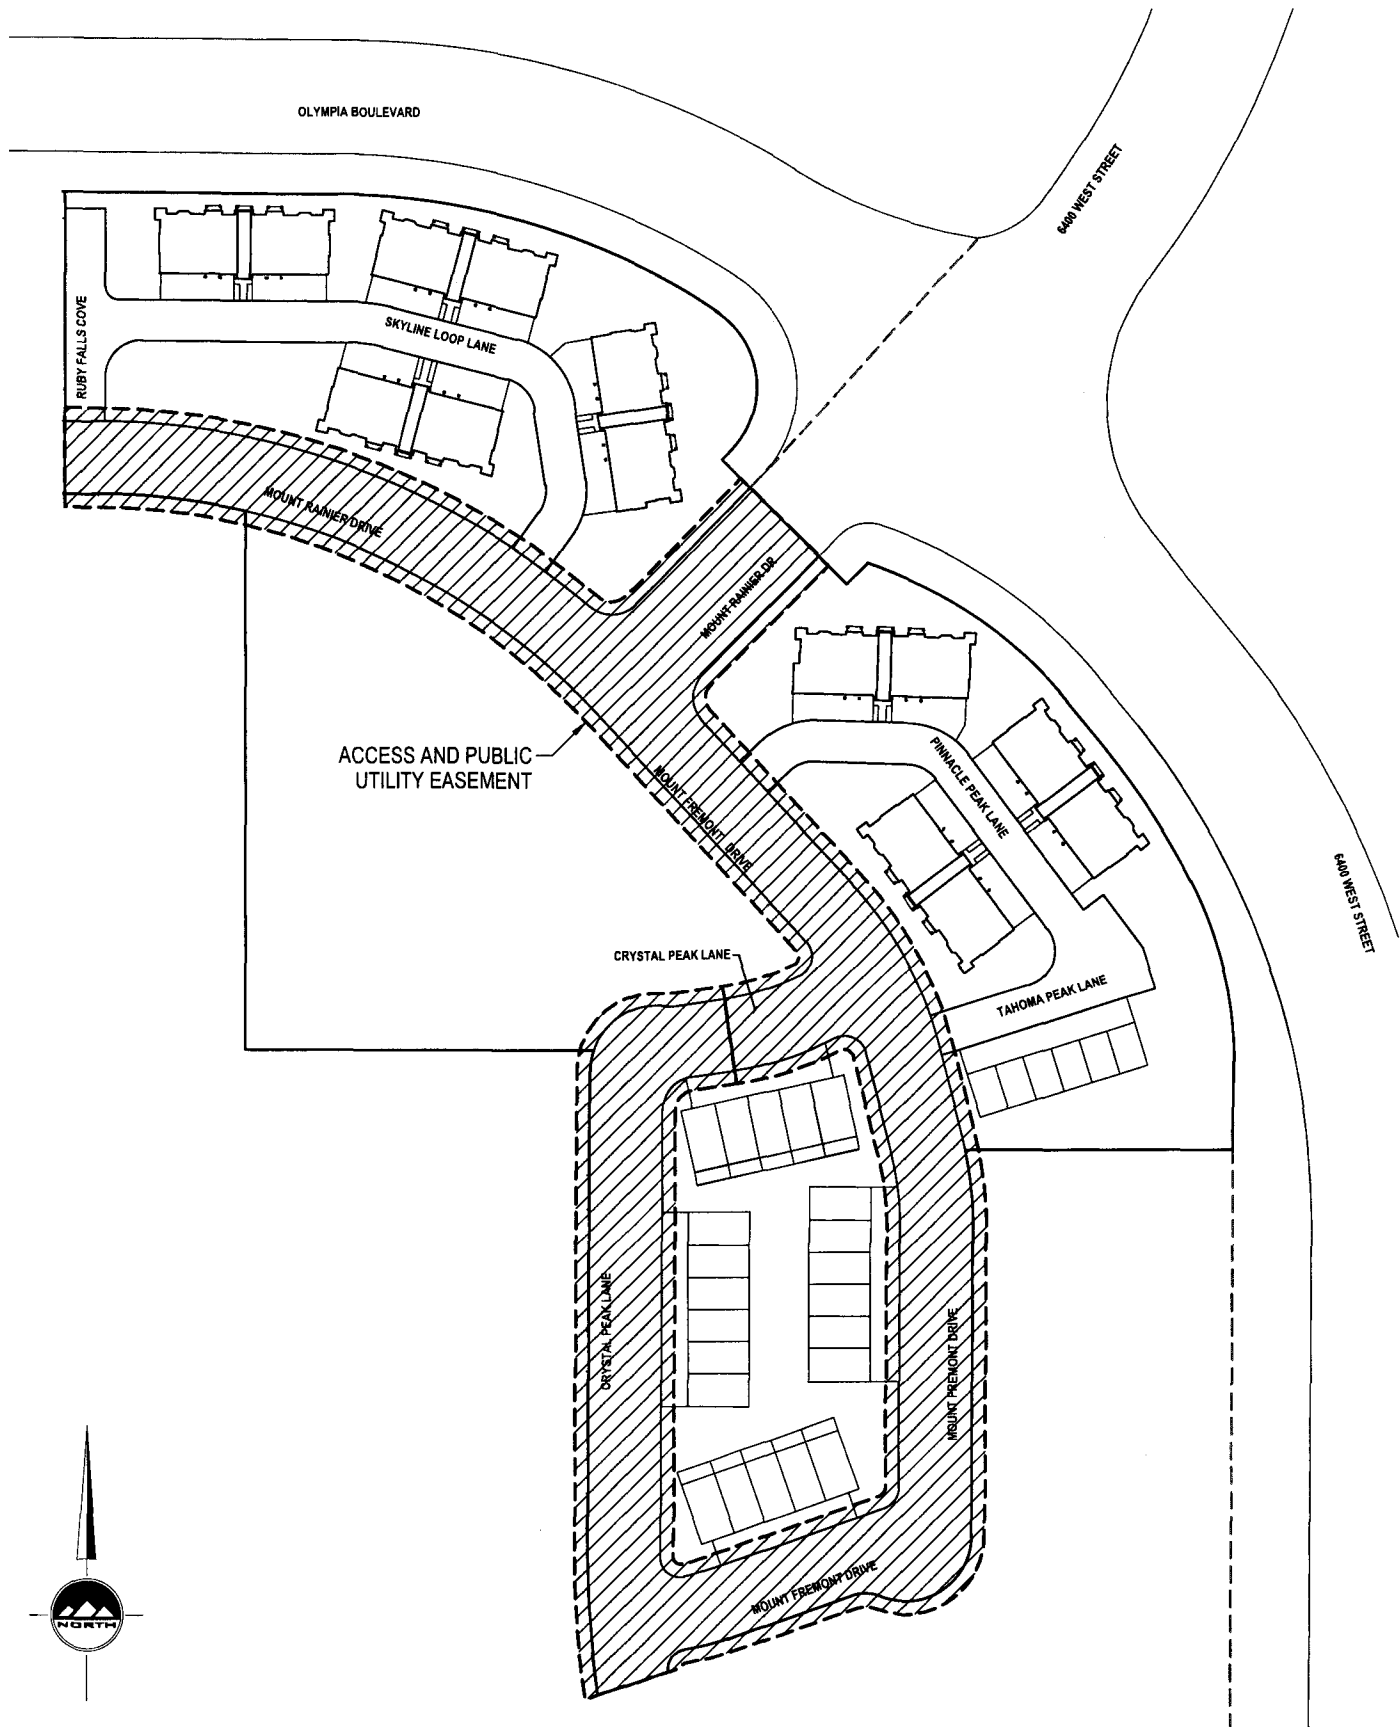 OLYMPIA BOULEVARD
6400 WEST STREET
RUBY FALLS COVE
SKYLINE LOOP LANE
MOUNT RAINIER DRIVE
MOUNT RAINIER DR
ACCESS AND PUBLIC
UTILITY EASEMENT
MOUNT FREMONT DRIVE
PINNACLE PEAK LANE
6400 WEST STREET
CRYSTAL PEAK LANE
TAHOMA PEAK LANE
CRYSTAL PEAK LANE
MOUNT PREMONT DRIVE
MOUNT FREMONT DRIVE
NORTH